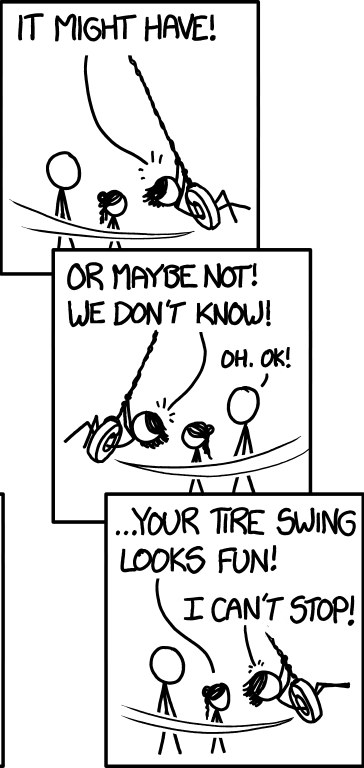 IT MIGHT HAVE!
OR MAYBE NOT!
WE DON'T KNOW!
OH. OK!
...YOUR TIRE SWING
LOOKS FUN!
I CAN'T STOP!